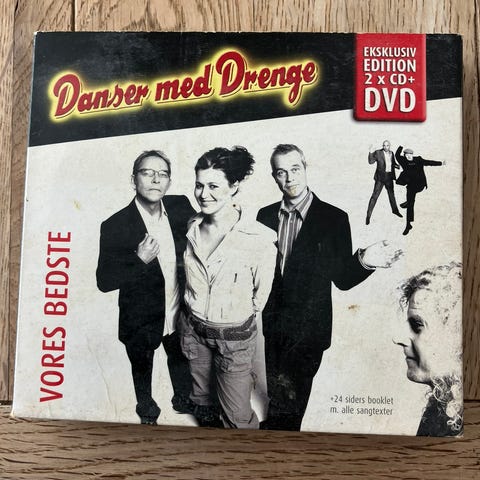 Danser med Drenge
EKSKLUSIV
EDITION
2 x CD+
DVD
VORES BEDSTE
+24 siders booklet
m. alle sangtexter